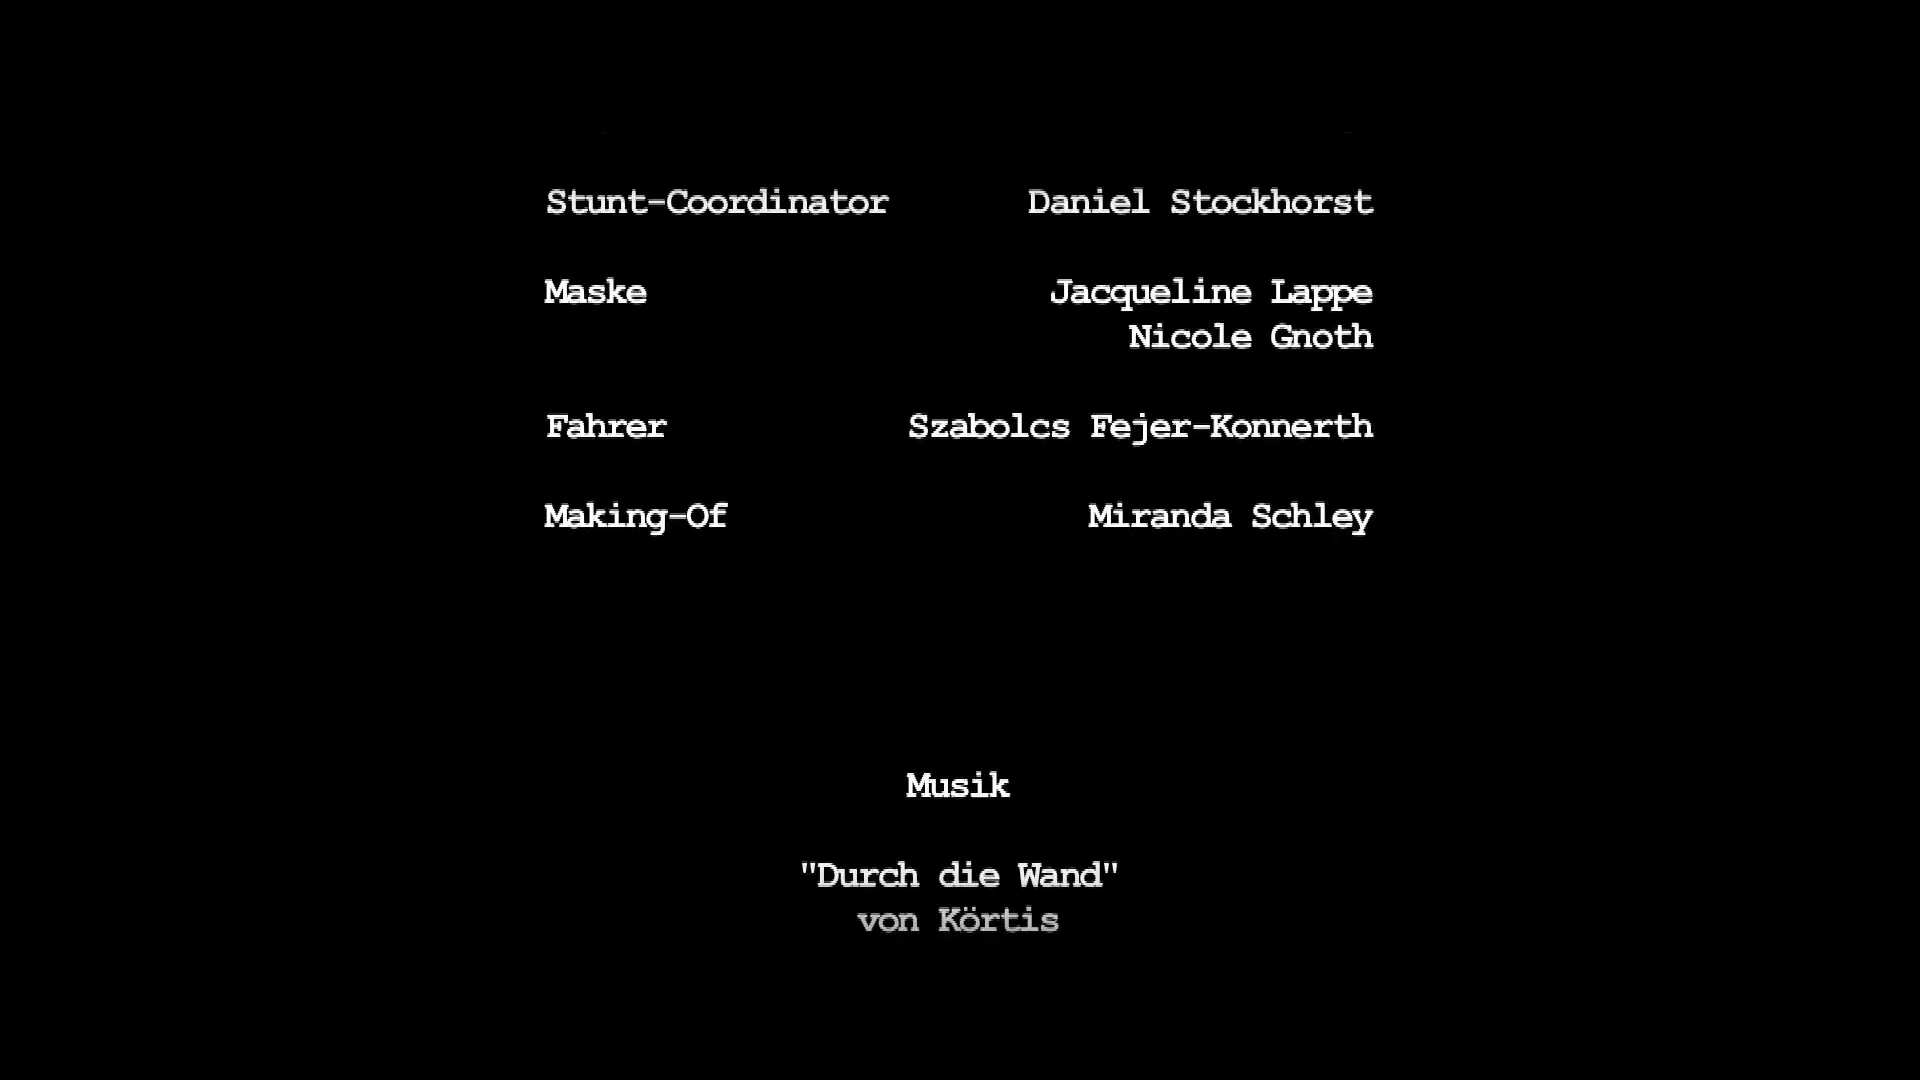 Stunt-Coordinator Daniel Stockhorst
Maske Jacqueline Lappe
Nicole Gnoth
Fahrer Szabolcs Fejer-Konnerth
Making-Of Miranda Schley
Musik
"Durch die Wand"
von Körtis